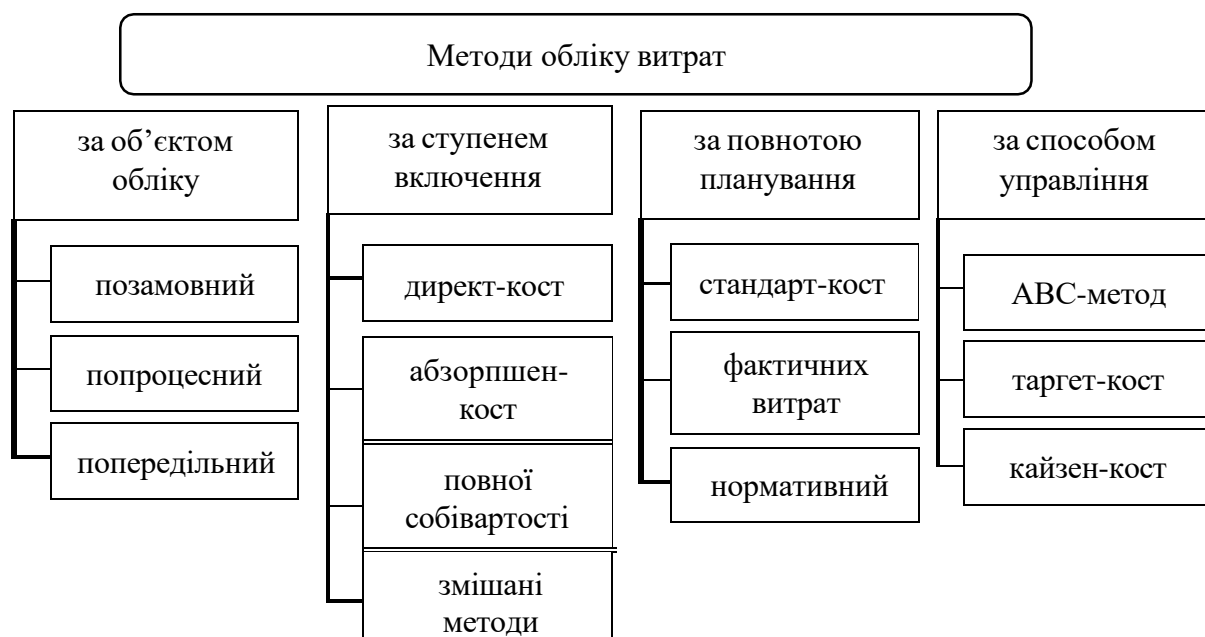 Методи обліку витрат
за об’єктом
обліку
позамовний
попроцесний
попередільний
за ступенем
включення
директ-кост
абзорпшен-
кост
повної
собівартості
змішані
методи
за повнотою
планування
стандарт-кост
фактичних
витрат
нормативний
за способом
управління
АВС-метод
таргет-кост
кайзен-кост